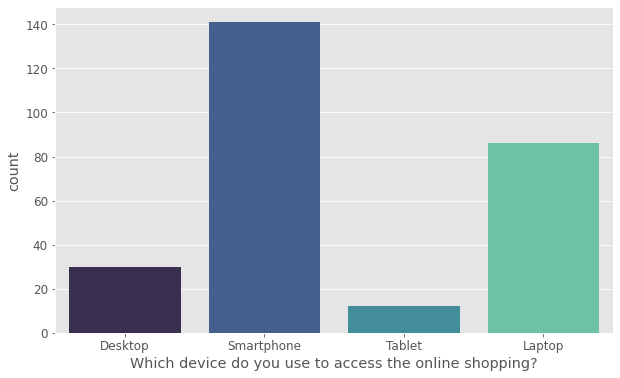 140
120
100
80
60
40
20
0
count
Desktop Smartphone Tablet Laptop
Which device do you use to access the online shopping?